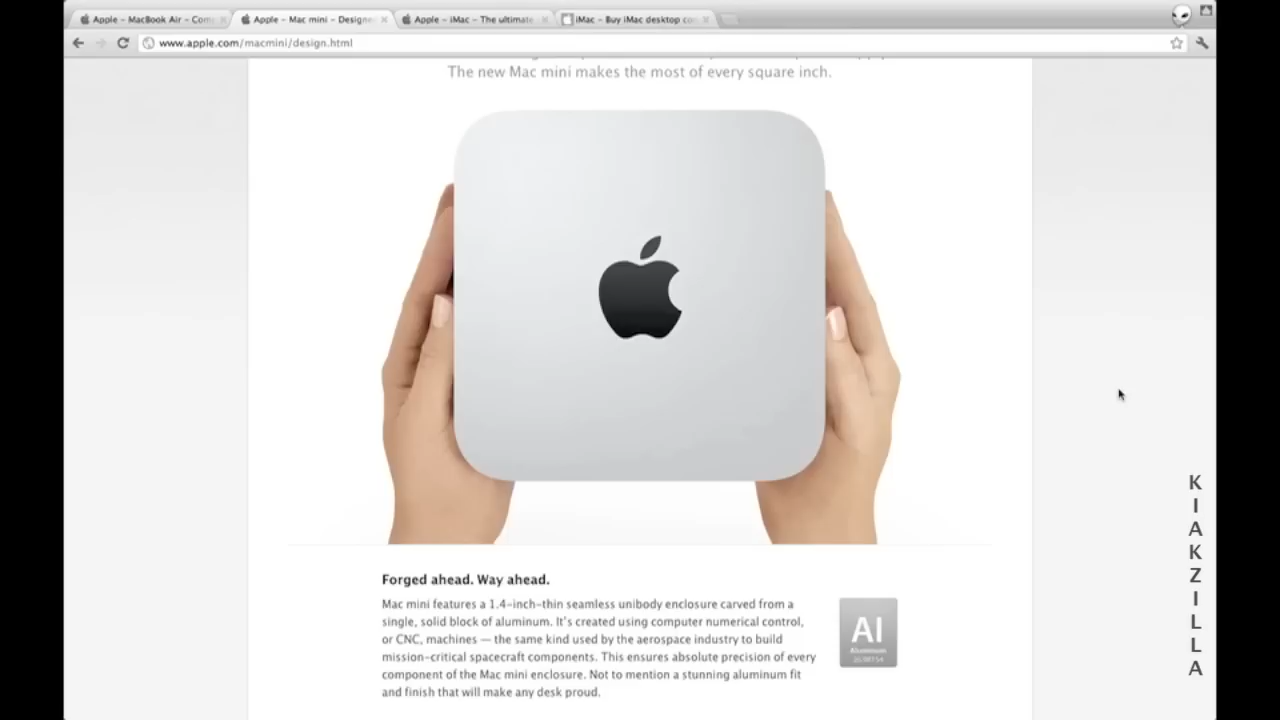 Apple - MacBook Air - Com
Apple - Mac mini - Designe
Apple - iMac - The ultimate
iMac - Buy iMac desktop co
www.apple.com/macmini/design.html
The new Mac mini makes the most of every square inch.
Forged ahead. Way ahead.
Mac mini features a 1.4-inch-thin seamless unibody enclosure carved from a
single, solid block of aluminum. It's created using computer numerical control,
or CNC, machines — the same kind used by the aerospace industry to build
mission-critical spacecraft components. This ensures absolute precision of every
component of the Mac mini enclosure. Not to mention a stunning aluminum fit
and finish that will make any desk proud.
Al
Aluminum
KIAKZILLA